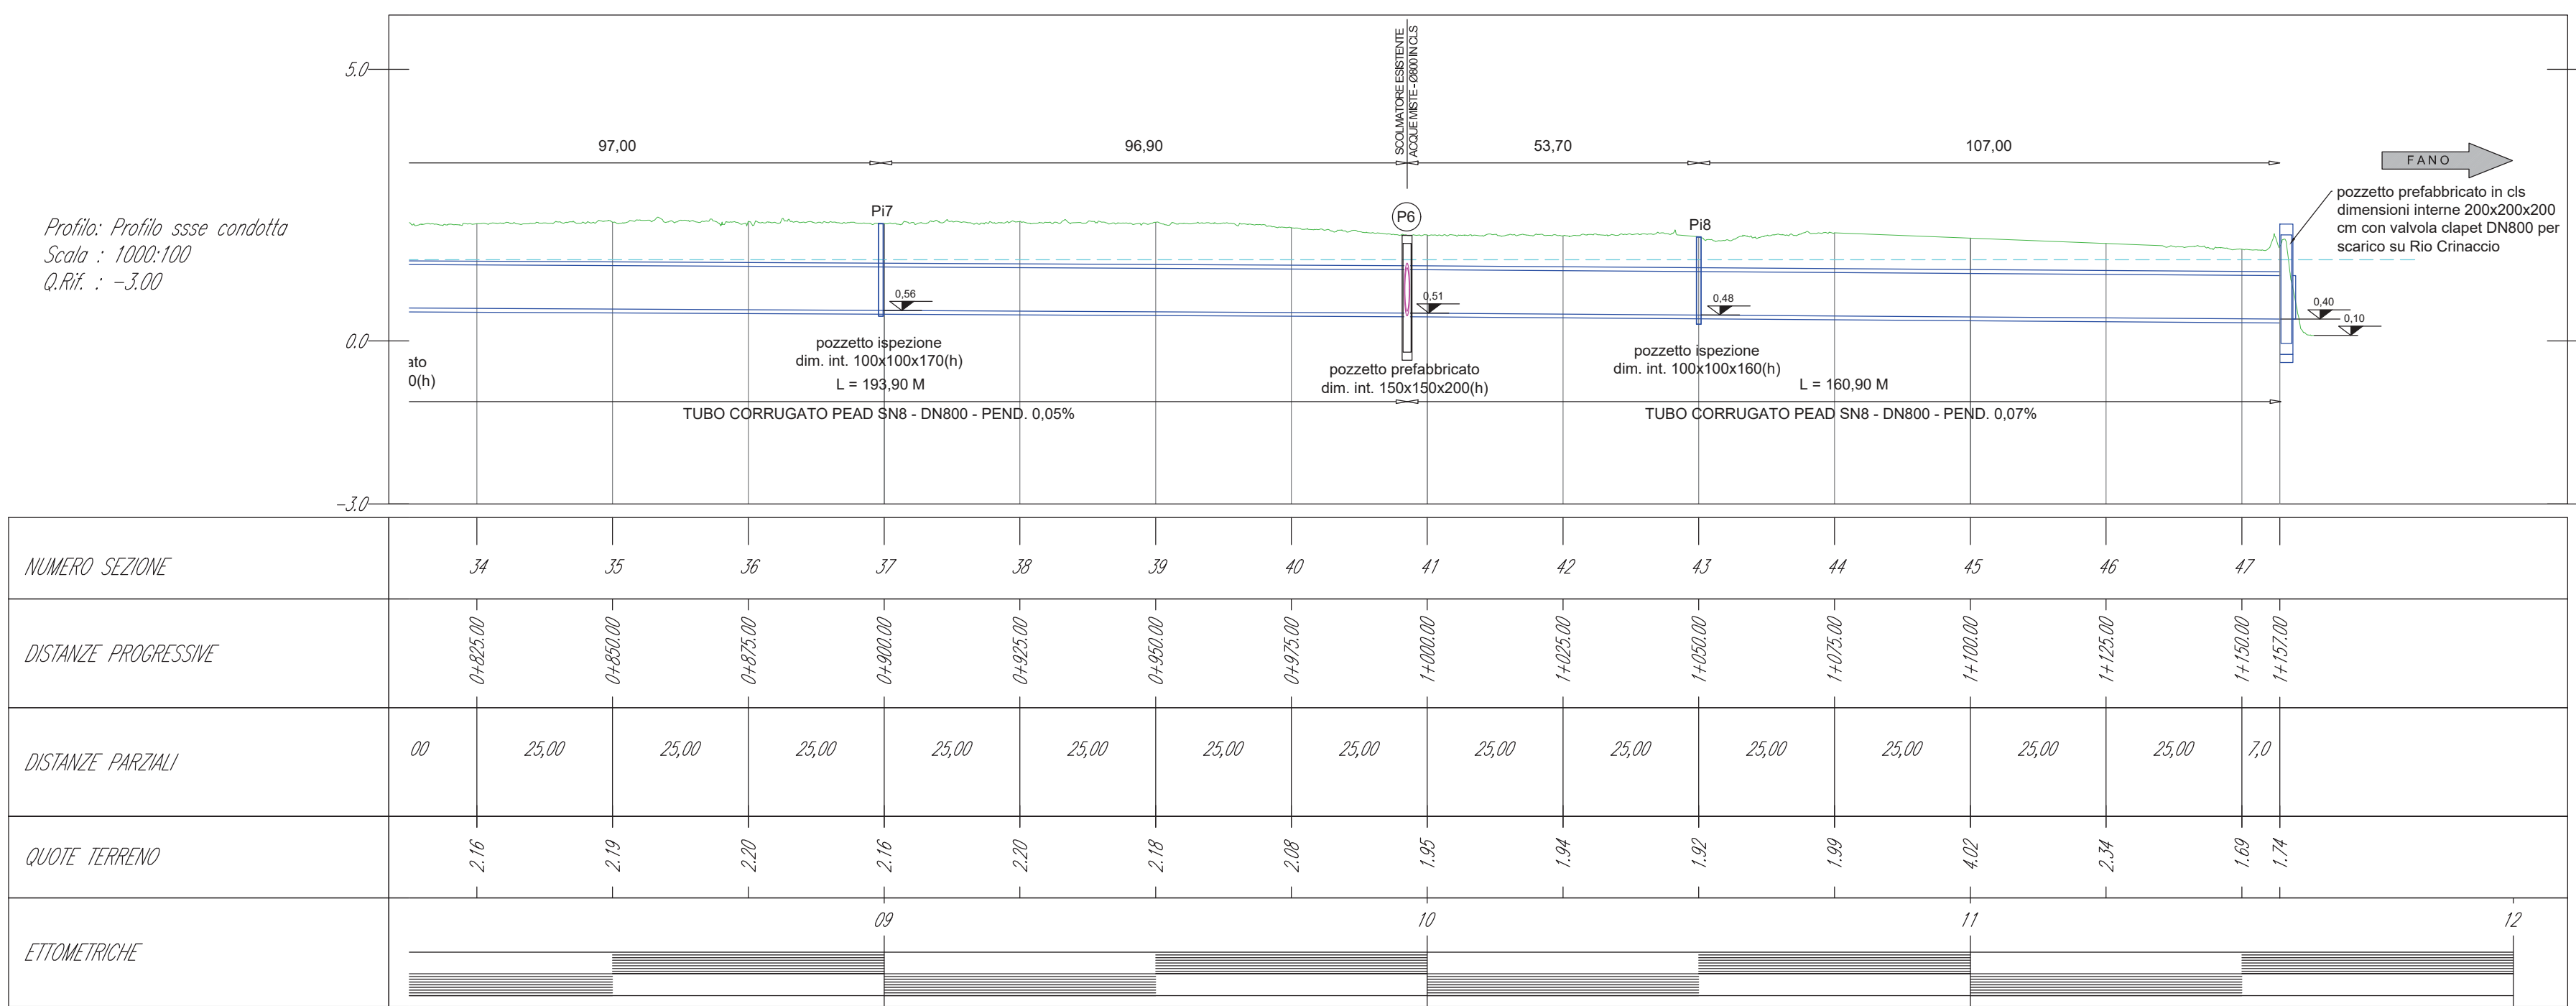 SCOLMATORE ESISTENTE
ACQUE MISTE - Ø800 IN CLS
5.0
97,00
96,90
53,70
107,00
FANO
pozzetto prefabbricato in cls
dimensioni interne 200x200x200
cm con valvola clapet DN800 per
scarico su Rio Crinaccio
Profilo: Profilo ssse condotta
Scala : 1000:100
Q.Rif. : -3.00
Pi7
P6
Pi8
0,56
0,51
0,48
0,40
0,10
0.0
ato
0(h)
pozzetto ispezione
dim. int. 100x100x170(h)
L = 193,90 M
pozzetto prefabbricato
dim. int. 150x150x200(h)
pozzetto ispezione
dim. int. 100x100x160(h)
L = 160,90 M
TUBO CORRUGATO PEAD SN8 - DN800 - PEND. 0,05%
TUBO CORRUGATO PEAD SN8 - DN800 - PEND. 0,07%
-3.0
NUMERO SEZIONE 34 35 36 37 38 39 40 41 42 43 44 45 46 47
DISTANZE PROGRESSIVE 0+825.00 0+850.00 0+875.00 0+900.00 0+925.00 0+950.00 0+975.00 1+000.00 1+025.00 1+050.00 1+075.00 1+100.00 1+125.00 1+150.00 1+157.00
DISTANZE PARZIALI 00 25,00 25,00 25,00 25,00 25,00 25,00 25,00 25,00 25,00 25,00 25,00 25,00 25,00 7,0
QUOTE TERRENO 2.16 2.19 2.20 2.16 2.20 2.18 2.08 1.95 1.94 1.92 1.99 4.02 2.34 1.69 1.74
ETTOMETRICHE 09 10 11 12